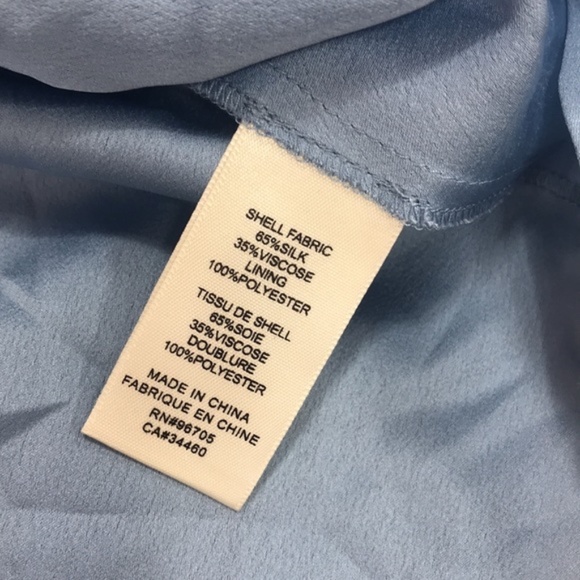 SHELL FABRIC
65%SILK
35%VISCOSE
LINING
100%POLYESTER
TISSU DE SHELL
65%SOIE
35%VISCOSE
DOUBLURE
100%POLYESTER
MADE IN CHINA
FABRIQUE EN CHINE
RN#96705
CA#34460